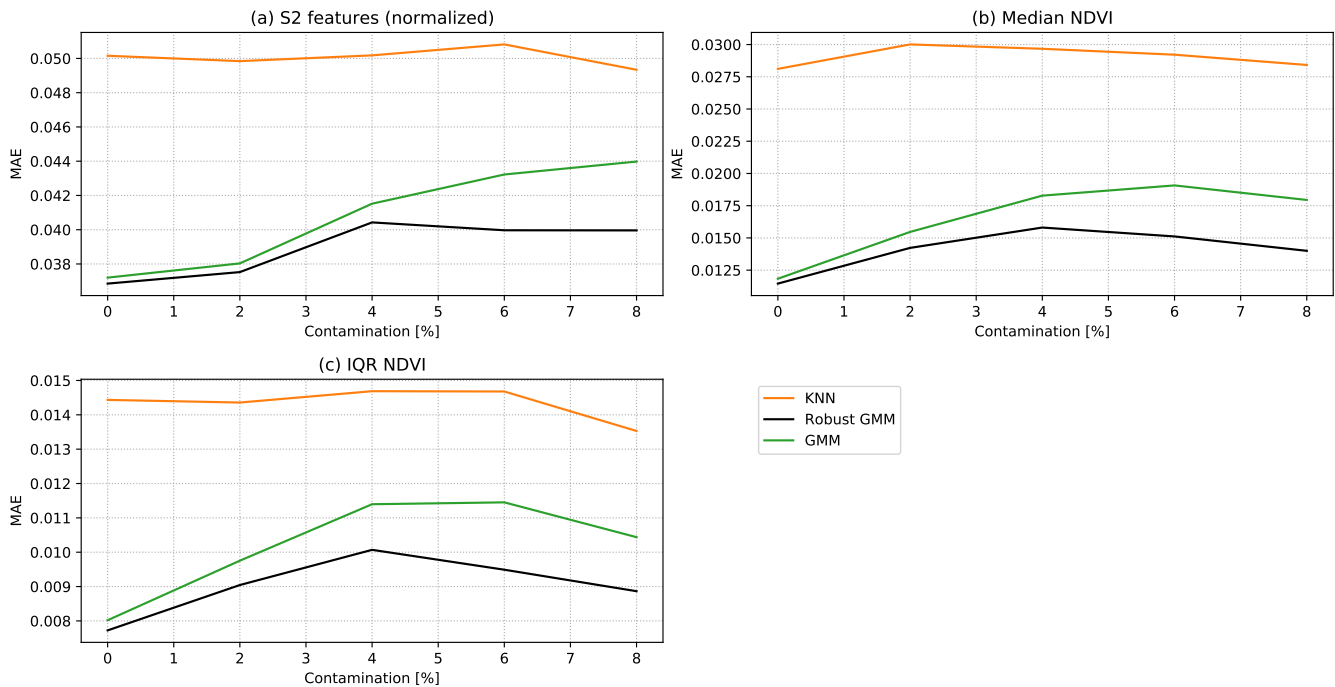 (a) S2 features (normalized)
0.050
0.048
0.046
0.044
0.042
0.040
0.038
MAE
0 1 2 3 4 5 6 7 8
Contamination [%]
(b) Median NDVI
0.0300
0.0275
0.0250
0.0225
0.0200
0.0175
0.0150
0.0125
MAE
0 1 2 3 4 5 6 7 8
Contamination [%]
(c) IQR NDVI
0.015
0.014
0.013
0.012
0.011
0.010
0.009
0.008
MAE
0 1 2 3 4 5 6 7 8
Contamination [%]
KNN
Robust GMM
GMM